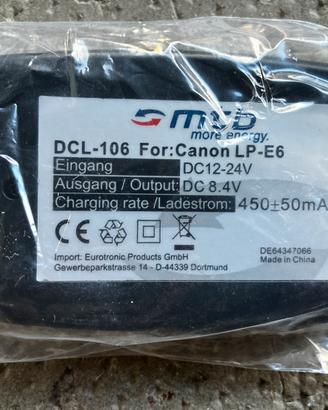 mtb
more energy.
DCL-106 For:Canon LP-E6
Eingang DC12-24V
Ausgang / Output: DC 8.4V
Charging rate /Ladestrom: 450±50mA
CE
Import: Eurotronic Products GmbH
Gewerbeparkstrasse 14 - D-44339 Dortmund
DE64347066
Made in China